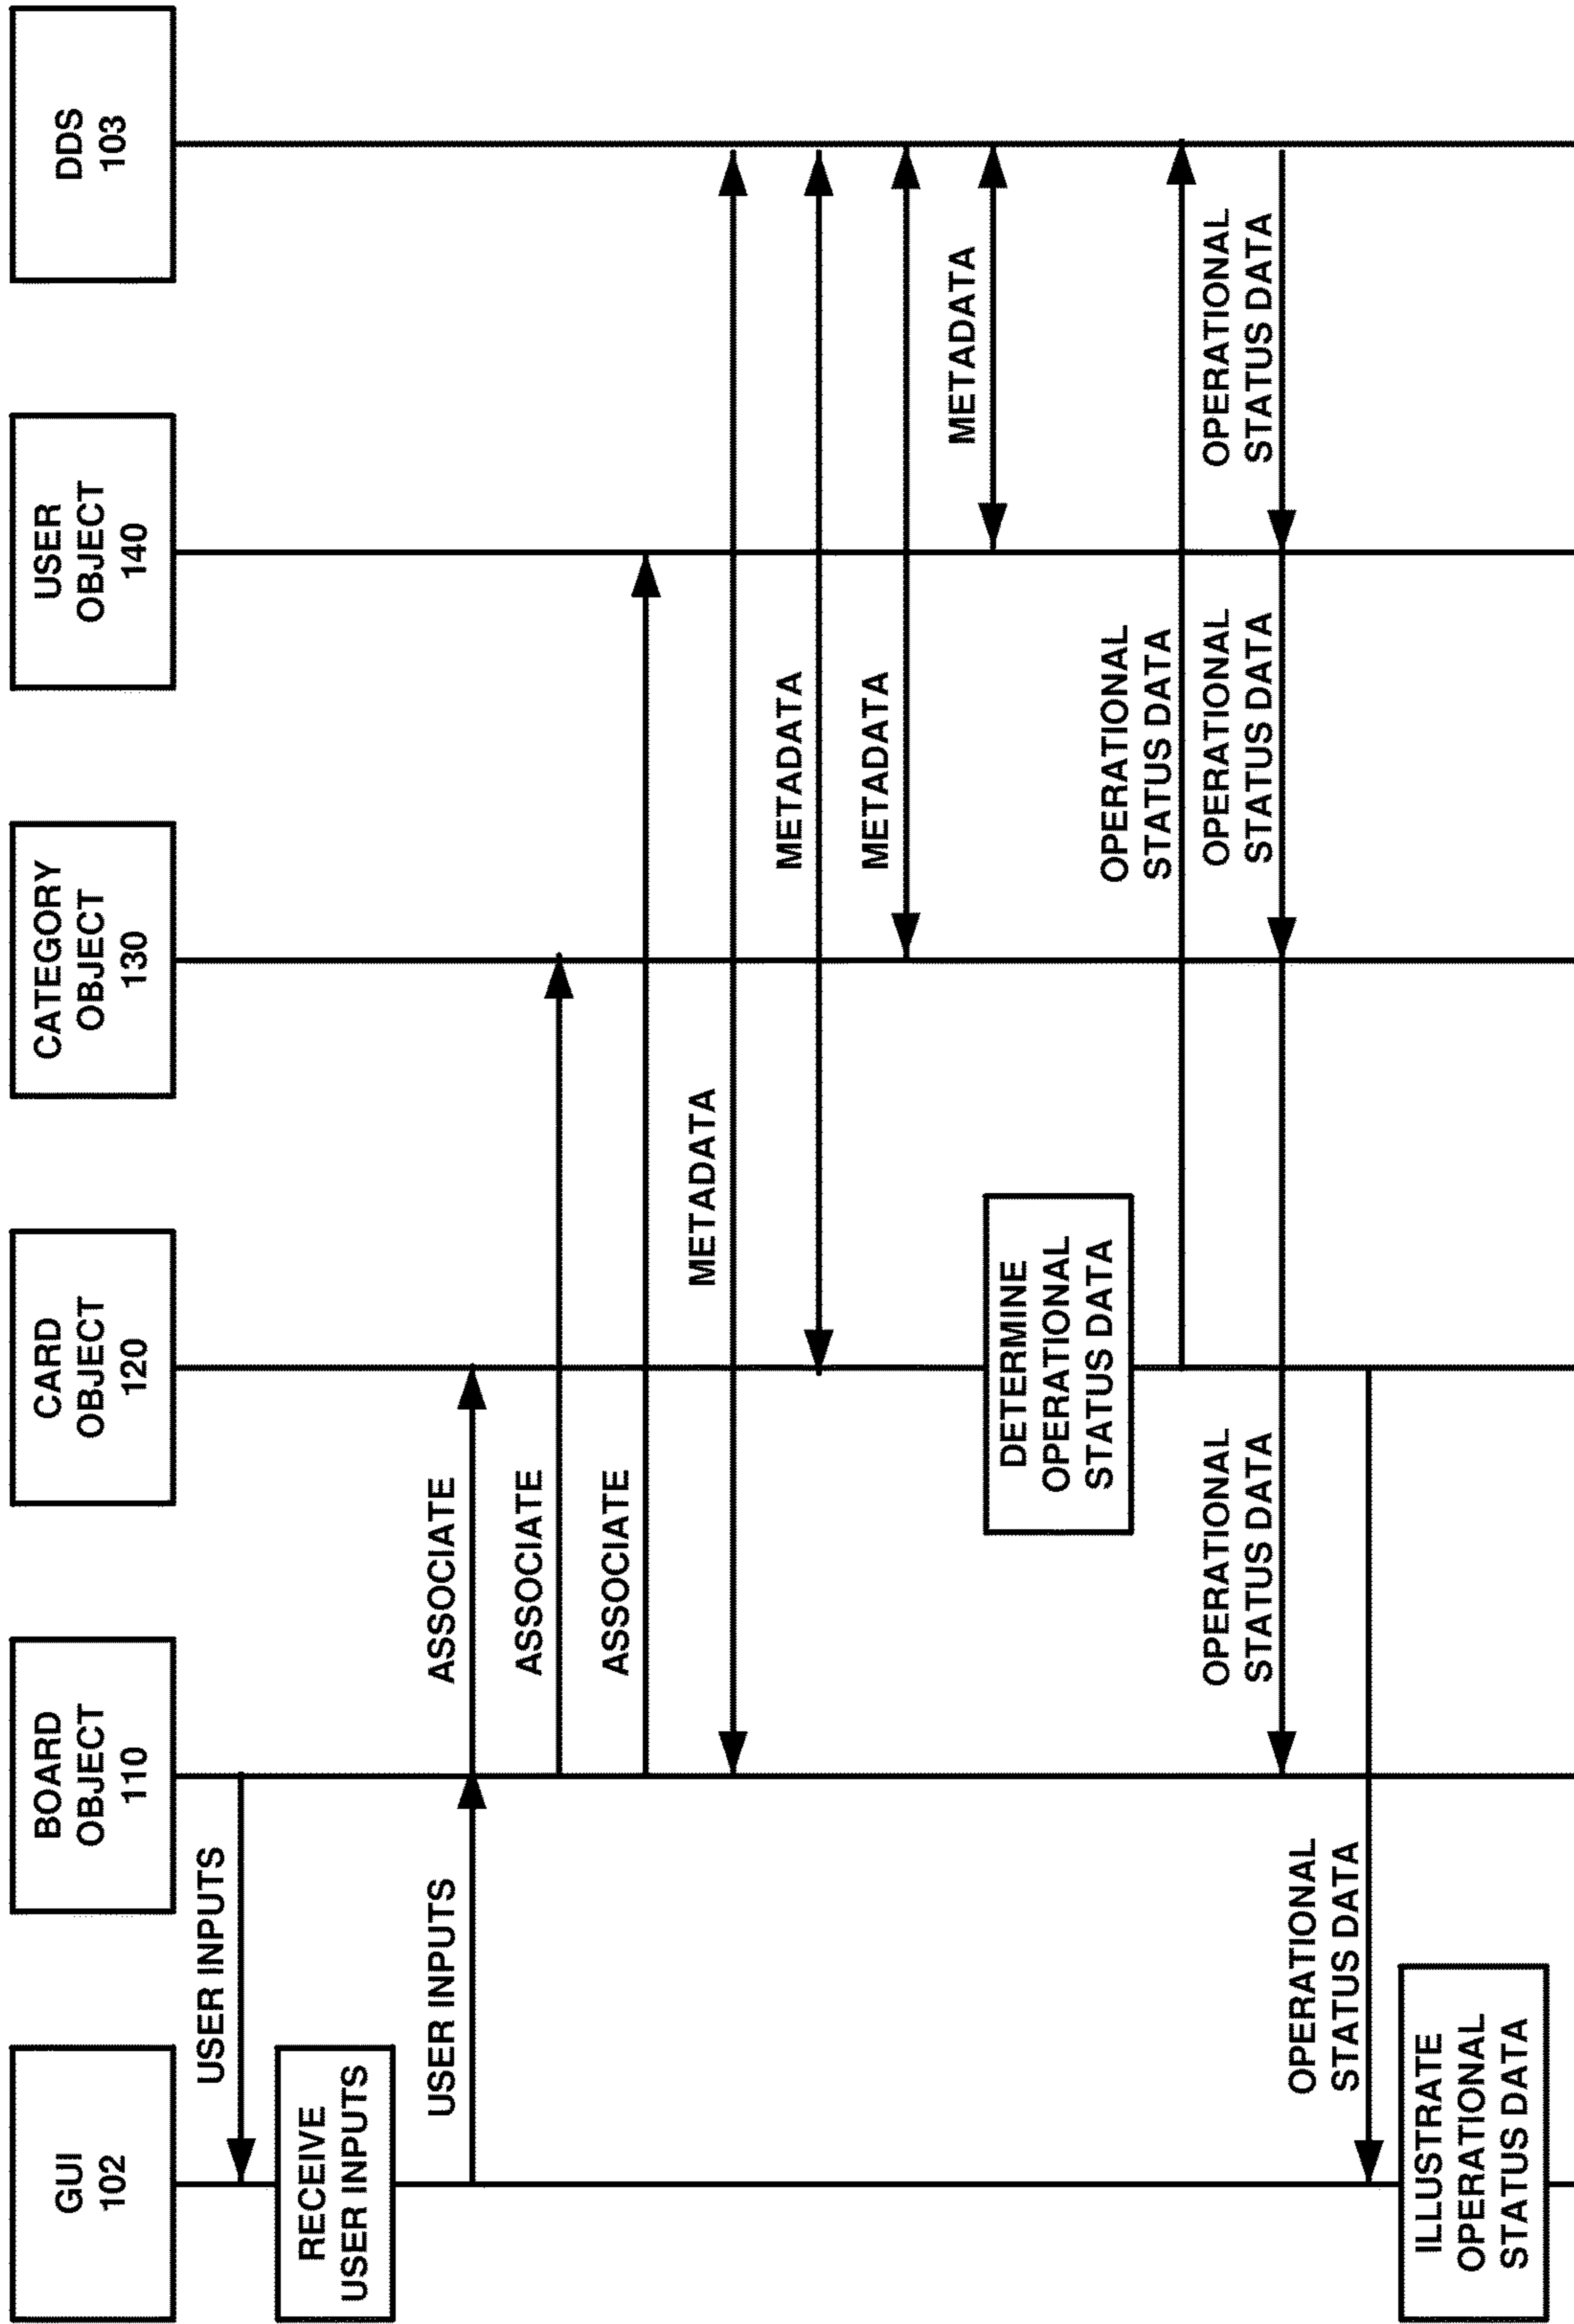 GUI
102
BOARD
OBJECT
110
CARD
OBJECT
120
CATEGORY
OBJECT
130
USER
OBJECT
140
DDS
103
USER INPUTS
RECEIVE
USER INPUTS
USER INPUTS
ASSOCIATE
ASSOCIATE
ASSOCIATE
METADATA
METADATA
METADATA
METADATA
DETERMINE
OPERATIONAL
STATUS DATA
OPERATIONAL
STATUS DATA
OPERATIONAL
STATUS DATA
OPERATIONAL
STATUS DATA
OPERATIONAL
STATUS DATA
OPERATIONAL
STATUS DATA
ILLUSTRATE
OPERATIONAL
STATUS DATA